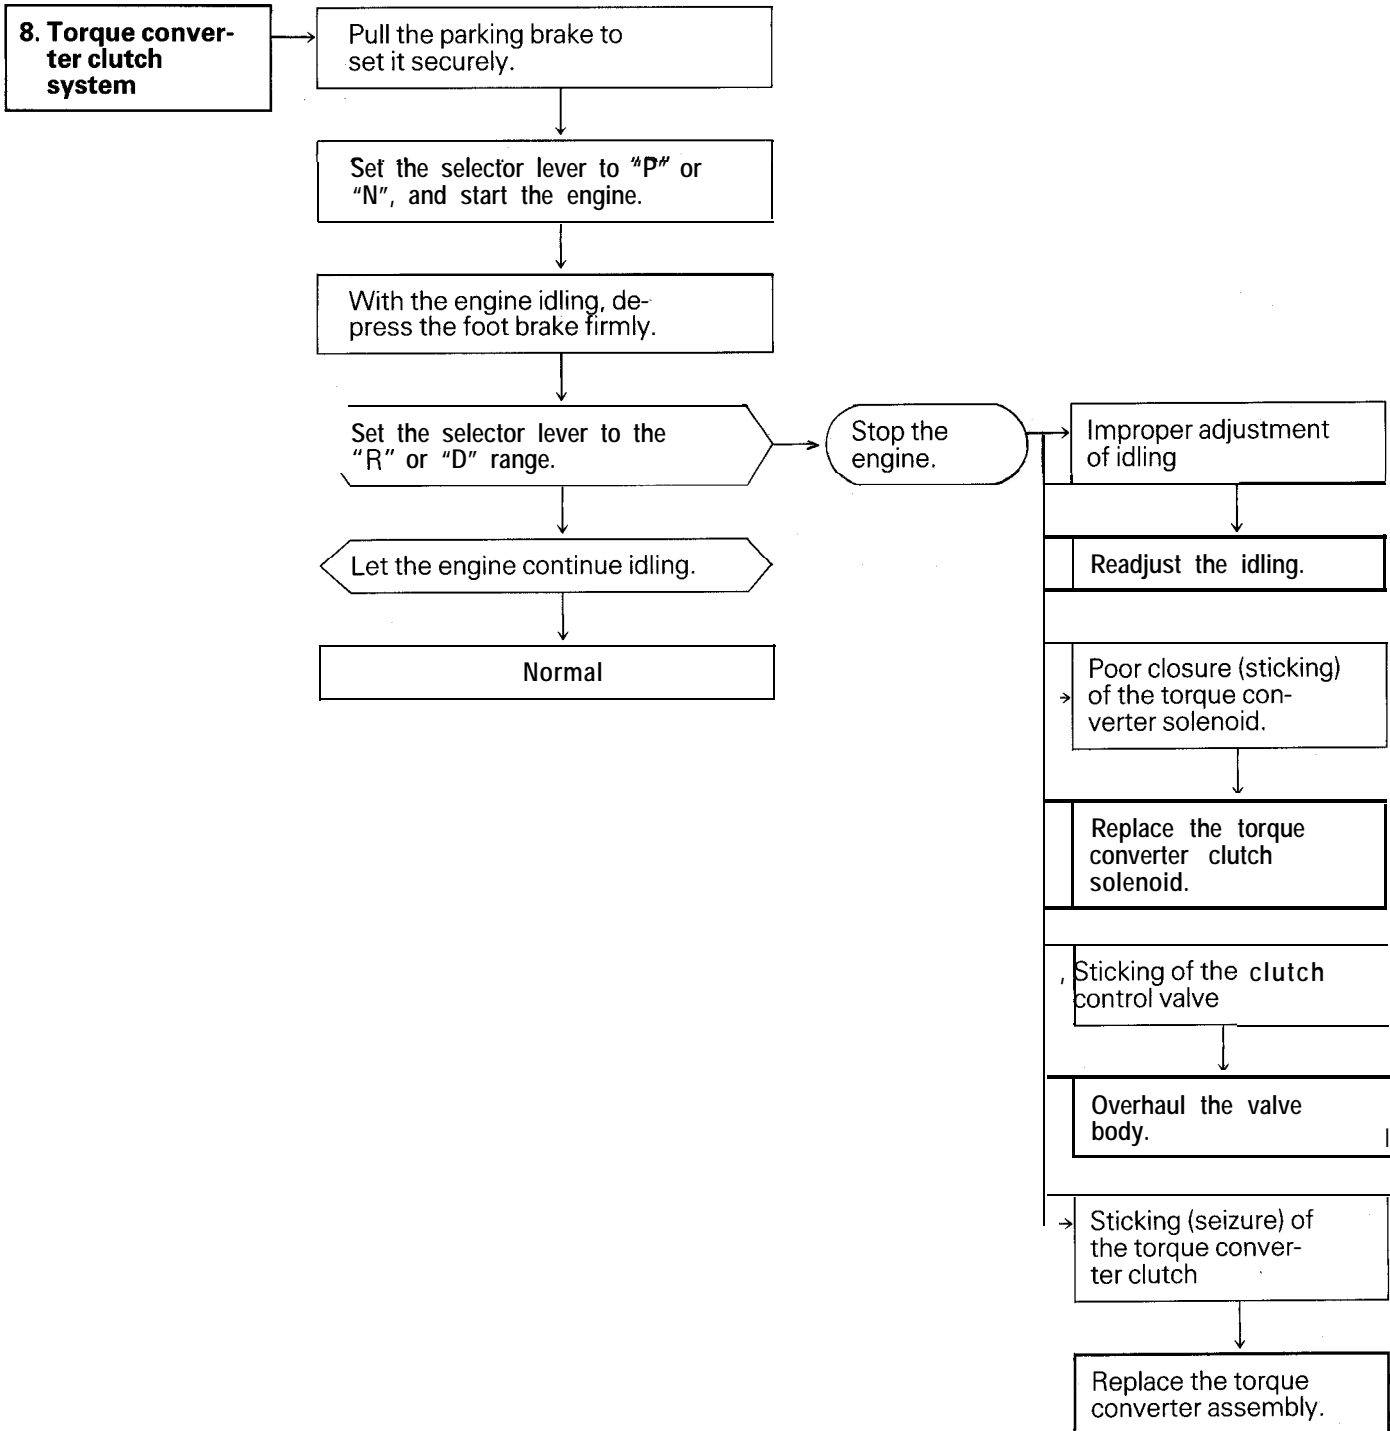 8. Torque conver-
ter clutch
system
Pull the parking brake to
set it securely.
Set the selector lever to "P" or
"N", and start the engine.
With the engine idling, de-
press the foot brake firmly.
Set the selector lever to the
"R" or "D" range.
Let the engine continue idling.
Normal
Stop the
engine.
Improper adjustment
of idling
Readjust the idling.
Poor closure (sticking)
of the torque con-
verter solenoid.
Replace the torque
converter clutch
solenoid.
Sticking of the clutch
control valve
Overhaul the valve
body.
Sticking (seizure) of
the torque conver-
ter clutch
Replace the torque
converter assembly.